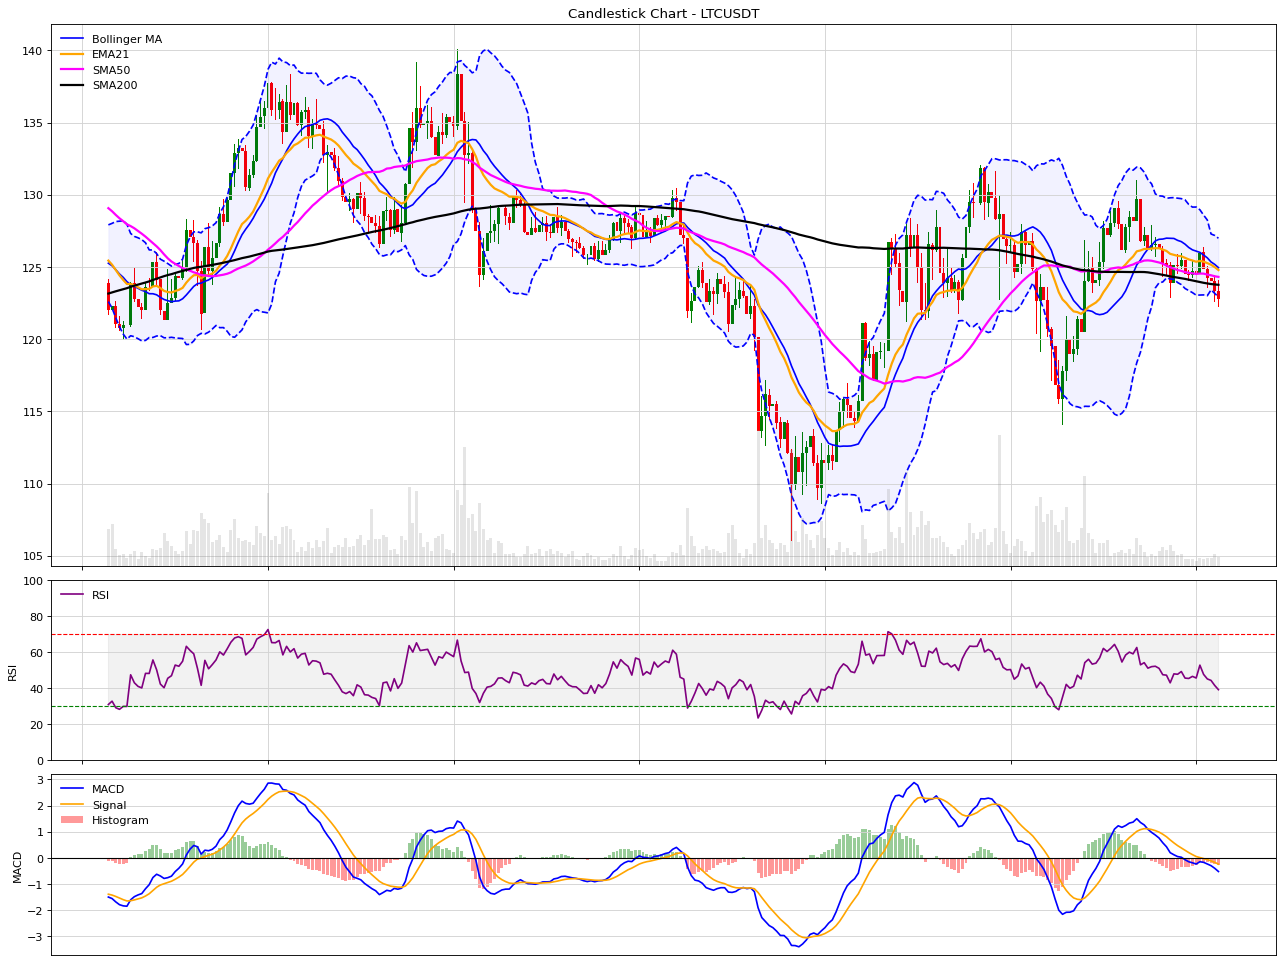 Candlestick Chart - LTCUSDT
Bollinger MA
EMA21
SMA50
SMA200
140
135
130
125
120
115
110
105
RSI
RSI
100
80
60
40
20
0
MACD
Signal
Histogram
MACD
3
2
1
0
−1
−2
−3